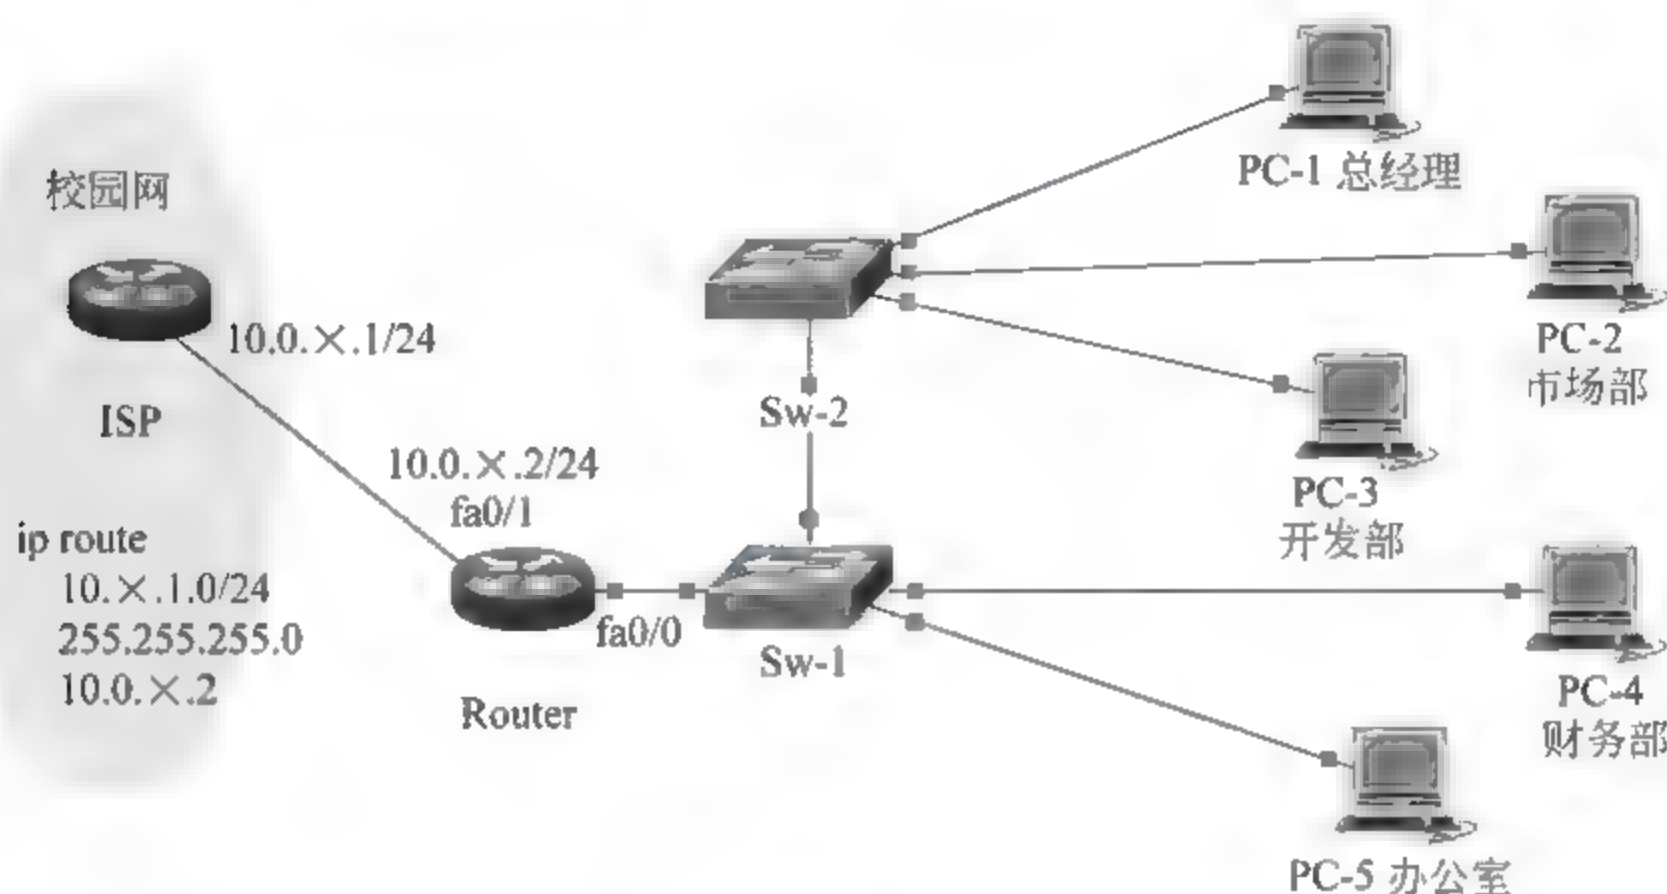 校园网
10.0.×.1/24
ISP
ip route
10.×.1.0/24
255.255.255.0
10.0.×.2
10.0.×.2/24
fa0/1
Router
fa0/0
Sw-2
Sw-1
PC-1 总经理
PC-2
市场部
PC-3
开发部
PC-4
财务部
PC-5 办公室